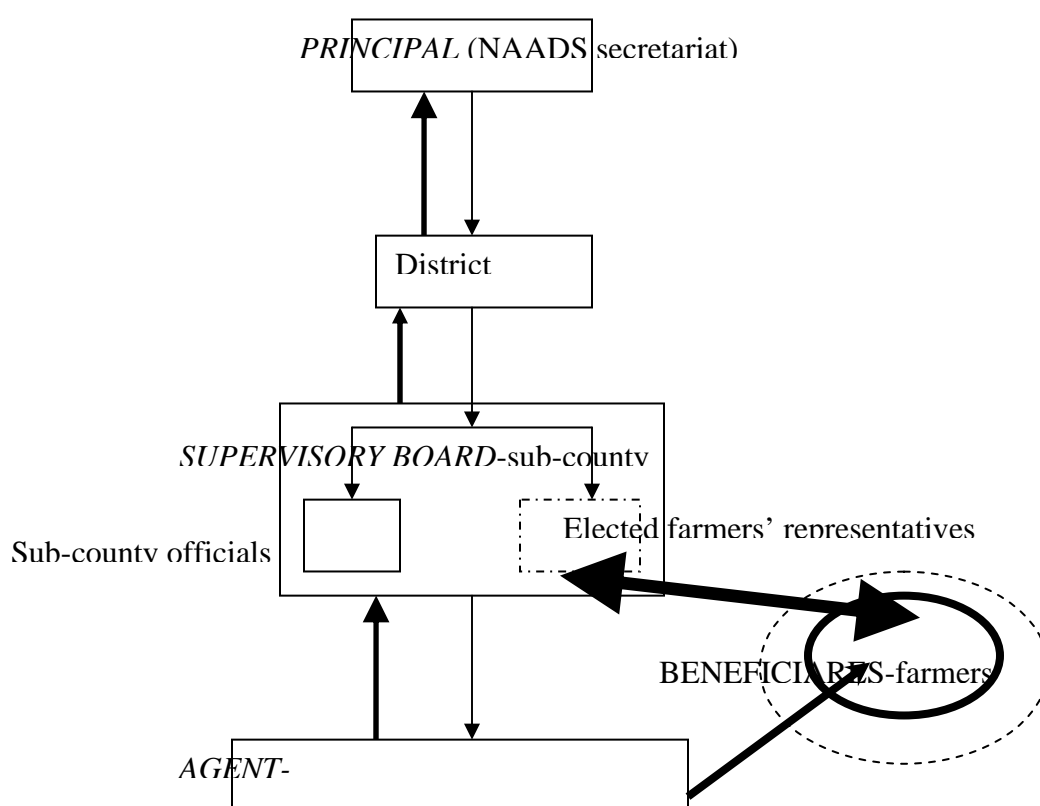 PRINCIPAL (NAADS secretariat)
District
SUPERVISORY BOARD-sub-county
Elected farmers' representatives
Sub-county officials
BENEFICIARES-farmers
AGENT-